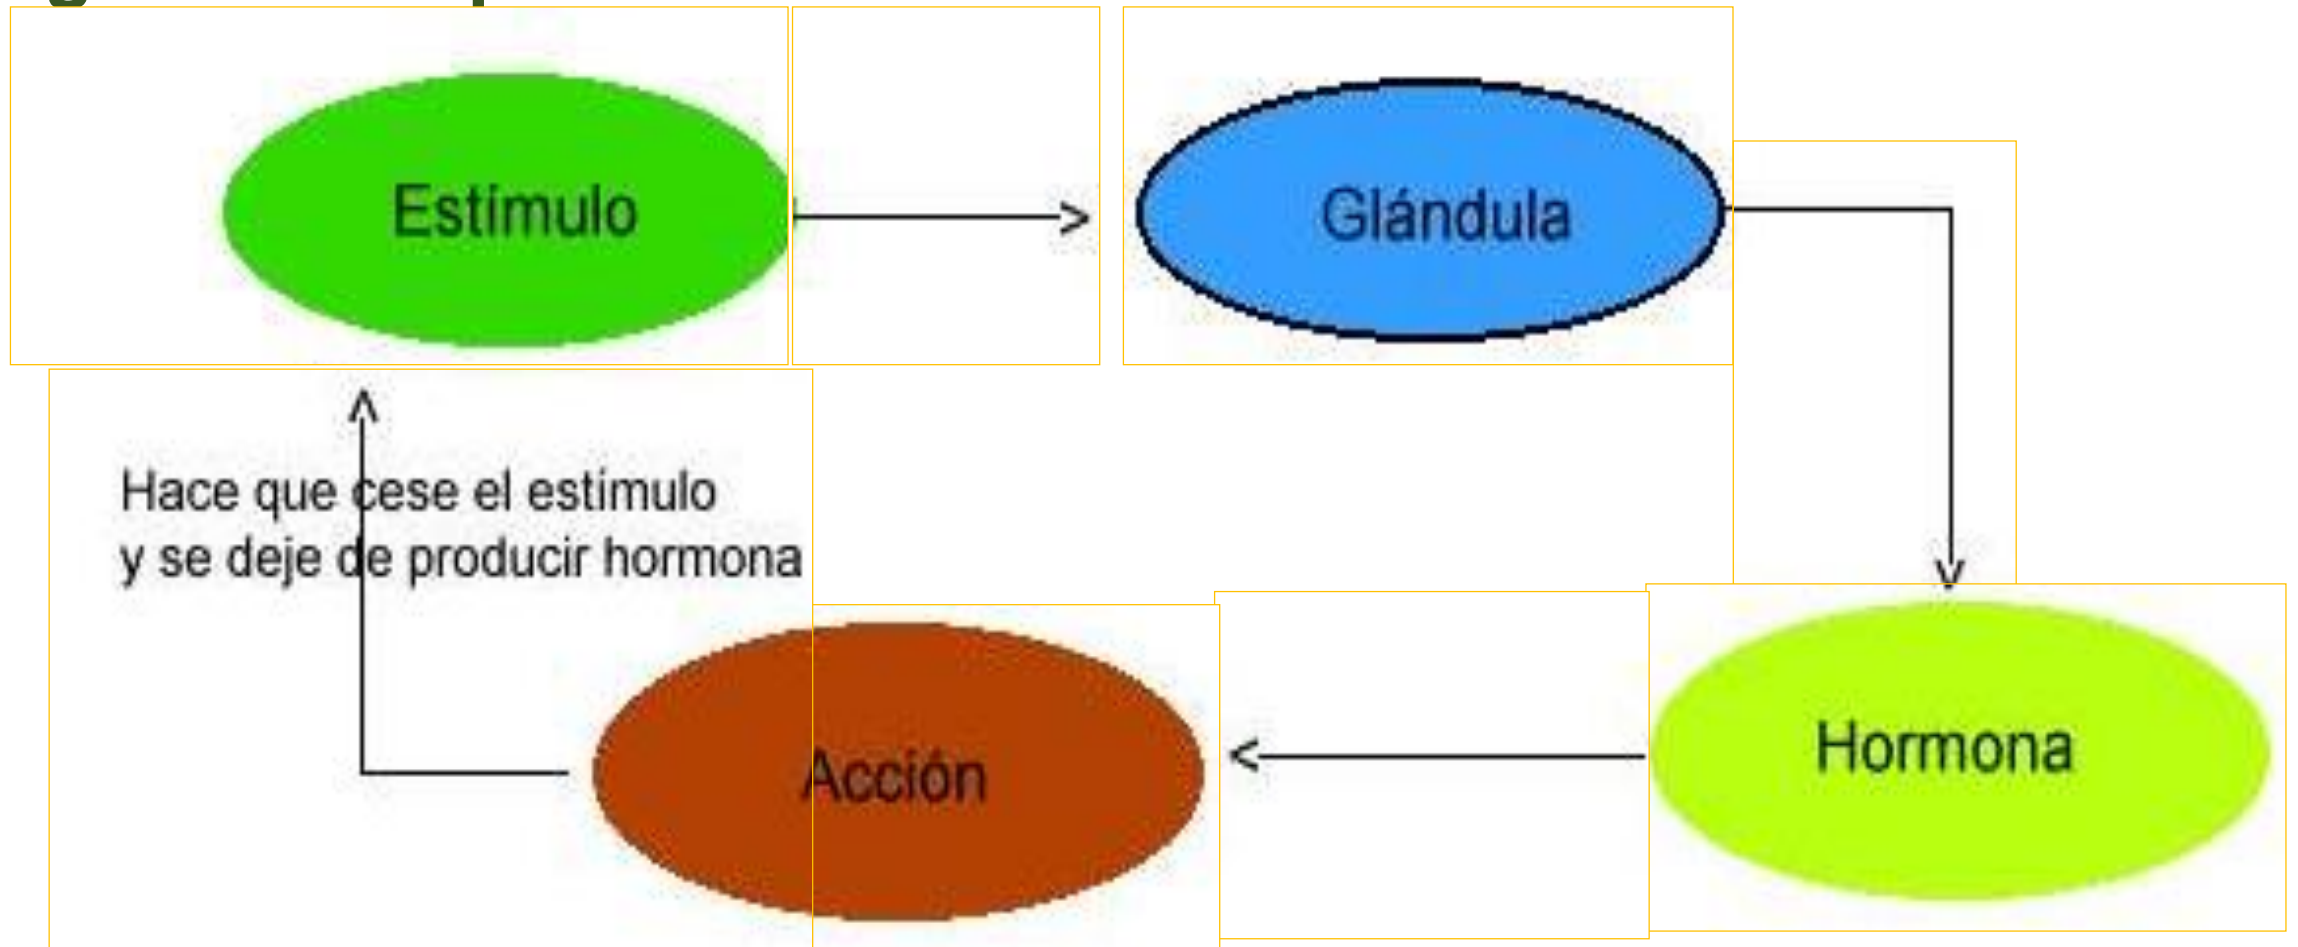 Estímulo
Glándula
Hace que cese el estímulo
y se deje de producir hormona
Acción
Hormona